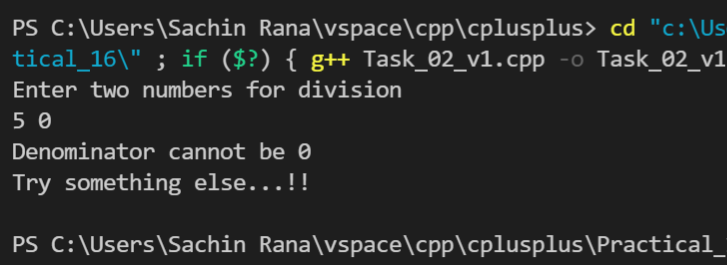 PS C:\Users\Sachin Rana\vspace\cpp\cplusplus> cd "c:\Us
tical_16\" ; if ($?) { g++ Task_02_v1.cpp -o Task_02_v1
Enter two numbers for division
5 0
Denominator cannot be 0
Try something else...!!
PS C:\Users\Sachin Rana\vspace\cpp\cplusplus\Practical_